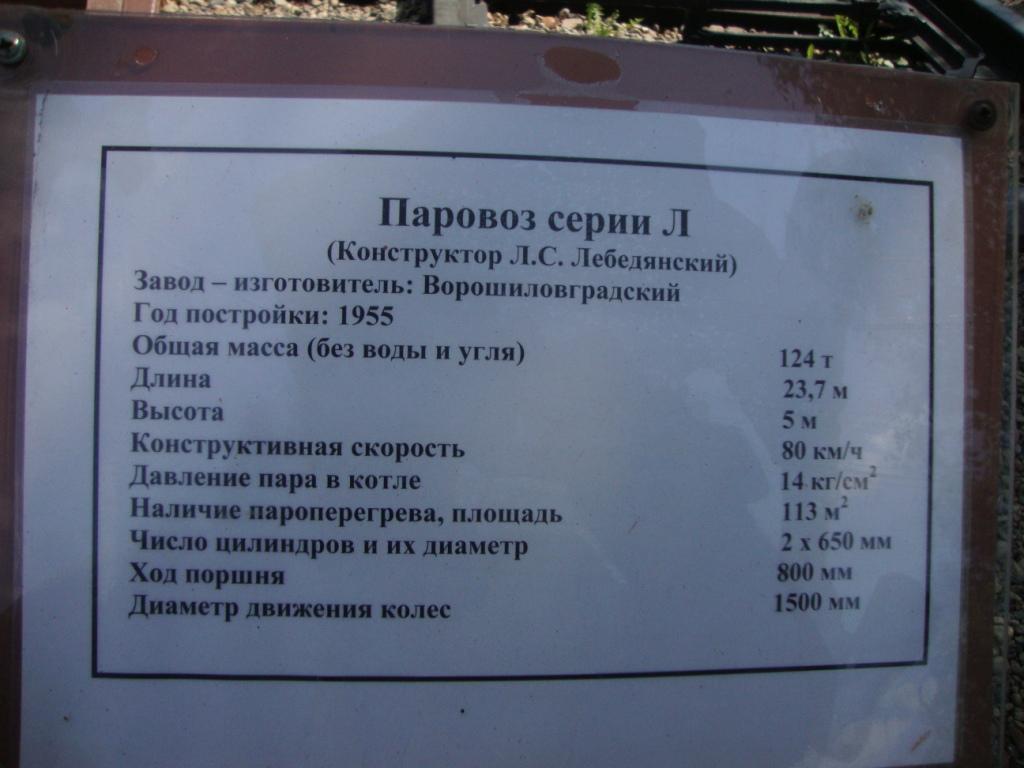 Паровоз серии Л
(Конструктор Л.С. Лебедянский)
Завод – изготовитель: Ворошиловградский
Год постройки: 1955
Общая масса (без воды и угля) 124 т
Длина 23,7 м
Высота 5 м
Конструктивная скорость 80 км/ч
Давление пара в котле 14 кг/см²
Наличие пароперегрева, площадь 113 м²
Число цилиндров и их диаметр 2 х 650 мм
Ход поршня 800 мм
Диаметр движения колес 1500 мм